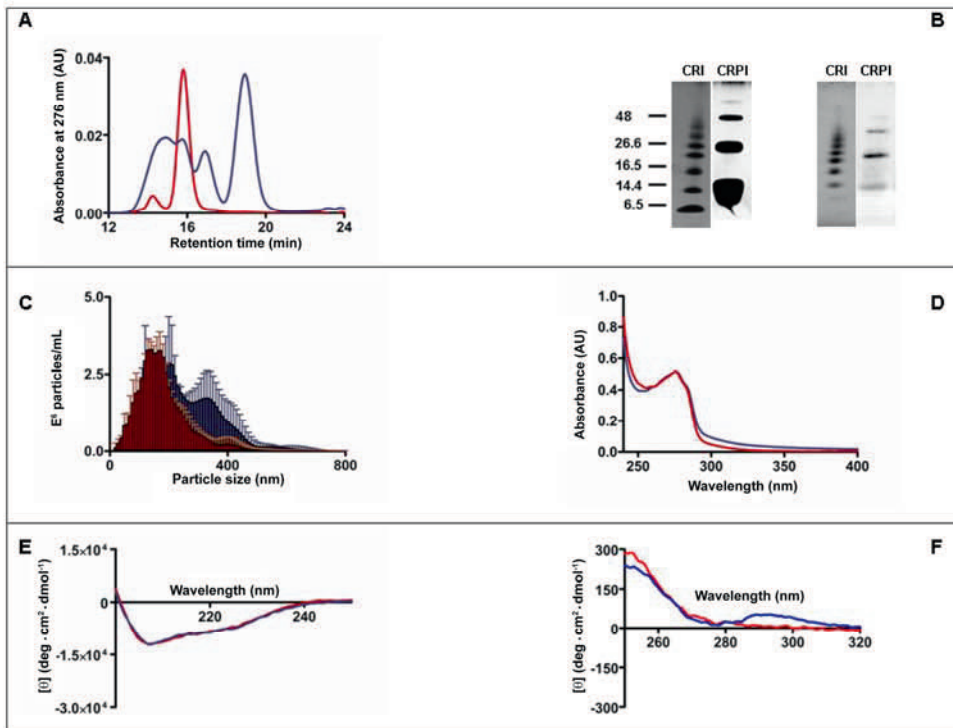 A
Absorbance at 276 nm (AU)
0.04
0.02
0.00
12
16
20
24
Retention time (min)
B
CRI
CRPI
CRI
CRPI
48
26.6
16.5
14.4
6.5
C
E⁶ particles/mL
5.0
2.5
0.0
0
400
800
Particle size (nm)
D
Absorbance (AU)
1.0
0.8
0.6
0.4
0.2
0.0
250
300
350
400
Wavelength (nm)
E
[θ] (deg · cm² · dmol⁻¹)
1.5×10⁴
0
-1.5×10⁴
-3.0×10⁴
Wavelength (nm)
220
240
F
[θ] (deg · cm² · dmol⁻¹)
300
150
0
-150
-300
Wavelength (nm)
260
280
300
320